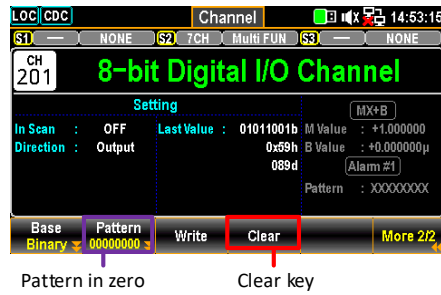 LOC CDC Channel 14:53:15
S1 — NONE S2 7CH Multi FUN S3 — NONE
CH 201 8-bit Digital I/O Channel
Setting MX+B
In Scan : OFF Last Value : 01011001b M Value : +1.000000
Direction : Output 0x59h B Value : +0.000000µ
089d Alarm #1
Pattern : XXXXXXXX
Base Pattern Write Clear More 2/2
Binary 00000000
Pattern in zero Clear key